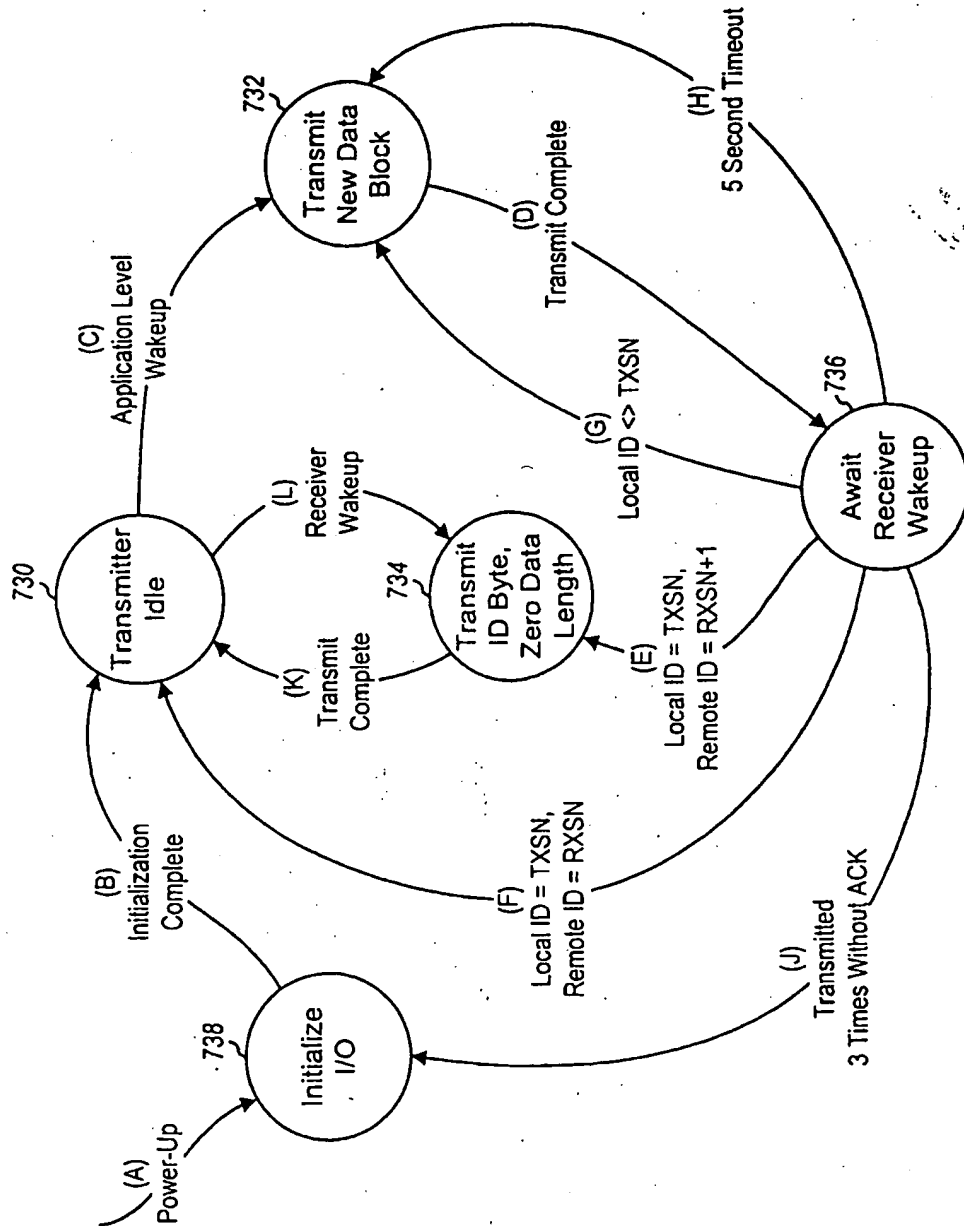 (A)
Power-Up
738
Initialize
I/O
(B)
Initialization
Complete
730
Transmitter
Idle
(C)
Application Level
Wakeup
732
Transmit
New Data
Block
(L)
Receiver
Wakeup
734
Transmit
ID Byte,
Zero Data
Length
(K)
Transmit
Complete
(D)
Transmit Complete
(G)
Local ID <> TXSN
(H)
5 Second Timeout
(E)
Local ID = TXSN,
Remote ID = RXSN+1
(F)
Local ID = TXSN,
Remote ID = RXSN
736
Await
Receiver
Wakeup
(J)
Transmitted
3 Times Without ACK